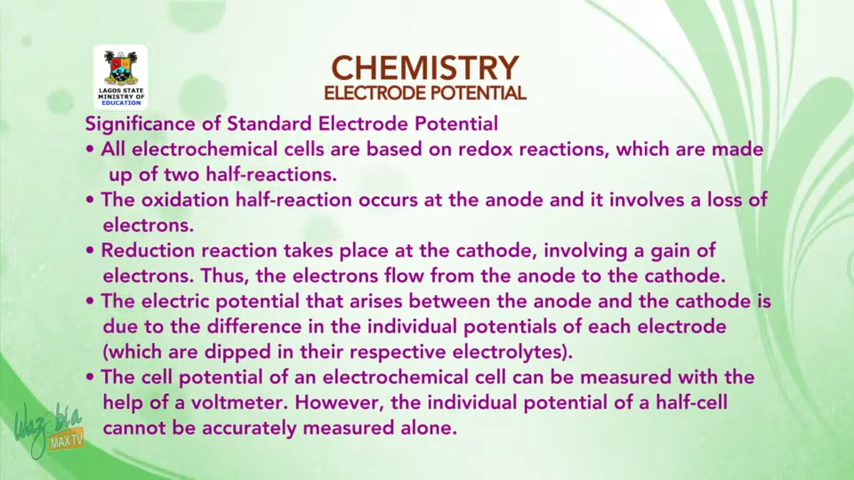 LAGOS STATE
MINISTRY OF
EDUCATION
CHEMISTRY
ELECTRODE POTENTIAL
Significance of Standard Electrode Potential
• All electrochemical cells are based on redox reactions, which are made
up of two half-reactions.
• The oxidation half-reaction occurs at the anode and it involves a loss of
electrons.
• Reduction reaction takes place at the cathode, involving a gain of
electrons. Thus, the electrons flow from the anode to the cathode.
• The electric potential that arises between the anode and the cathode is
due to the difference in the individual potentials of each electrode
(which are dipped in their respective electrolytes).
• The cell potential of an electrochemical cell can be measured with the
help of a voltmeter. However, the individual potential of a half-cell
cannot be accurately measured alone.
Wazobia
MAX TV